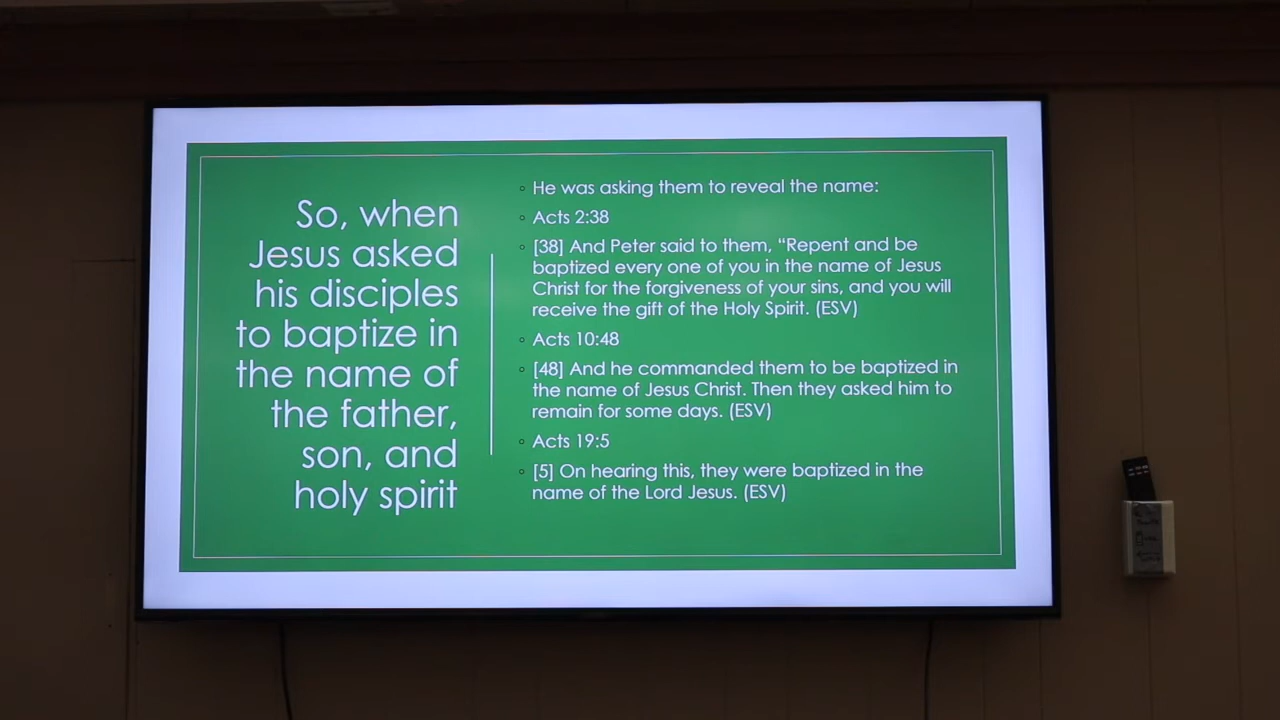 So, when
Jesus asked
his disciples
to baptize in
the name of
the father,
son, and
holy spirit
He was asking them to reveal the name:
Acts 2:38
[38] And Peter said to them, “Repent and be
baptized every one of you in the name of Jesus
Christ for the forgiveness of your sins, and you will
receive the gift of the Holy Spirit. (ESV)
Acts 10:48
[48] And he commanded them to be baptized in
the name of Jesus Christ. Then they asked him to
remain for some days. (ESV)
Acts 19:5
[5] On hearing this, they were baptized in the
name of the Lord Jesus. (ESV)